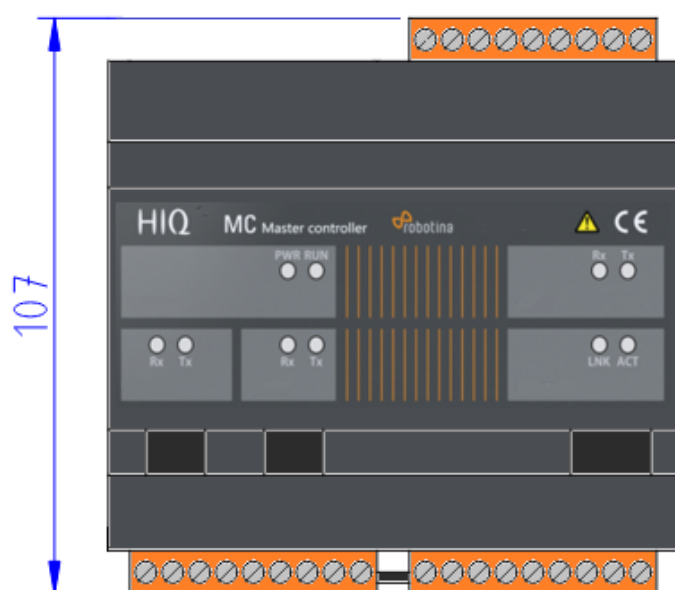 HIQ MC Master controller robotina CE
PWR RUN
Rx Tx
Rx Tx
Rx Tx
LNK ACT
107